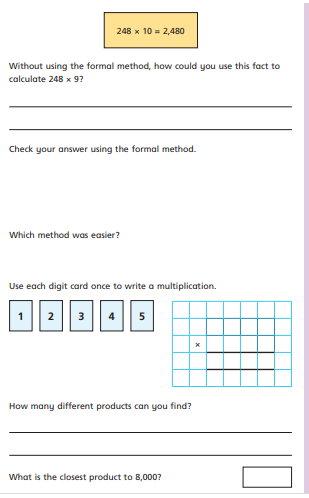 248 × 10 = 2,480
Without using the formal method, how could you use this fact to
calculate 248 × 9?
Check your answer using the formal method.
Which method was easier?
Use each digit card once to write a multiplication.
1 2 3 4 5
×
How many different products can you find?
What is the closest product to 8,000?